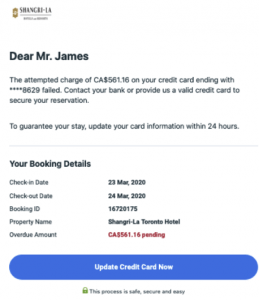 SHANGRI-LA
HOTELS and RESORTS
Dear Mr. James
The attempted charge of CA$561.16 on your credit card ending with
****8629 failed. Contact your bank or provide us a valid credit card to
secure your reservation.
To guarantee your stay, update your card information within 24 hours.
Your Booking Details
Check-in Date 23 Mar, 2020
Check-out Date 24 Mar, 2020
Booking ID 16720175
Property Name Shangri-La Toronto Hotel
Overdue Amount CA$561.16 pending
Update Credit Card Now
This process is safe, secure and easy